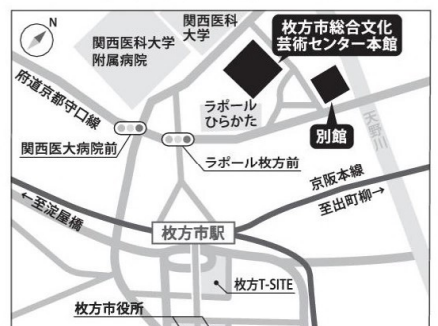 N
関西医科
大学
枚方市総合文化
芸術センター本館
関西医科大学
附属病院
府道京都守口線
ラポール
ひらかた
別館
天野川
関西医大病院前
ラポール枚方前
京阪本線
至出町柳→
←至淀屋橋
枚方市駅
枚方T-SITE
枚方市役所